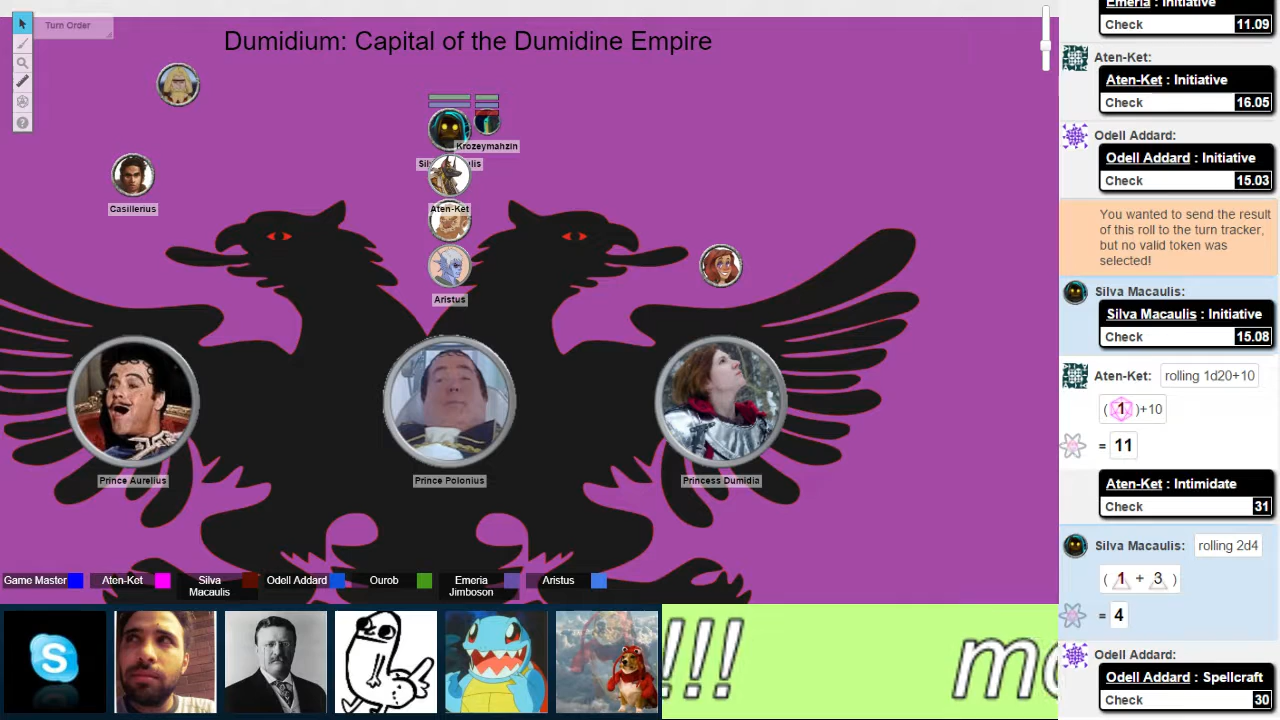 Turn Order
Dumidium: Capital of the Dumidine Empire
Krozeymahzin
Casillerius
Aten-Ket
Aristus
Prince Aurelius
Prince Polonius
Princess Dumidia
Game Master
Aten-Ket
Silva
Macaulis
Odell Addard
Ourob
Emeria
Jimboson
Aristus
S
!!!
Emeria : Initiative
Check 11.09
Aten-Ket:
Aten-Ket : Initiative
Check 16.05
Odell Addard:
Odell Addard : Initiative
Check 15.03
You wanted to send the result
of this roll to the turn tracker,
but no valid token was
selected!
Silva Macaulis:
Silva Macaulis : Initiative
Check 15.08
Aten-Ket: rolling 1d20+10
( 1 )+10
= 11
Aten-Ket : Intimidate
Check 31
Silva Macaulis: rolling 2d4
( 1 + 3 )
= 4
Odell Addard:
Odell Addard : Spellcraft
Check 30